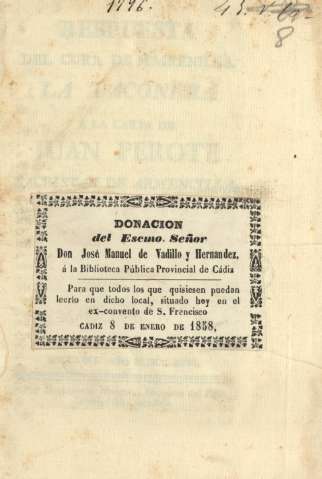 1796.
8
RESPUESTA
DEL CURA DE MAIRENILLA
LA TACONERA
A LA CARTA DE
JUAN PEROTE
DONACION
del Escmo. Señor
Don José Manuel de Vadillo y Hernandez,
á la Biblioteca Pública Provincial de Cádiz
Para que todos los que quisiesen puedan
leerlo en dicho local, situado hoy en el
ex-convento de S. Francisco
CADIZ 8 DE ENERO DE 1858.